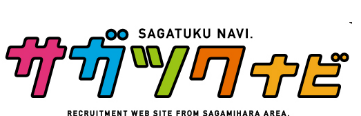 SAGATUKU NAVI.
サガツクナビ
RECRUITMENT WEB SITE FROM SAGAMIHARA AREA.